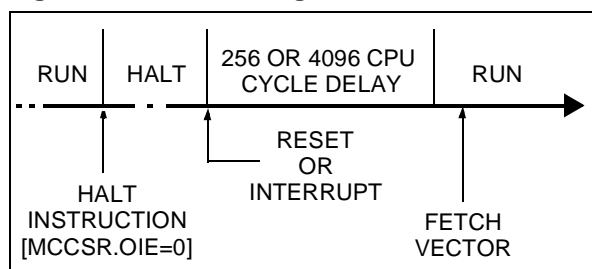 RUN
HALT
256 OR 4096 CPU
CYCLE DELAY
RUN
RESET
OR
INTERRUPT
HALT
INSTRUCTION
[MCCSR.OIE=0]
FETCH
VECTOR